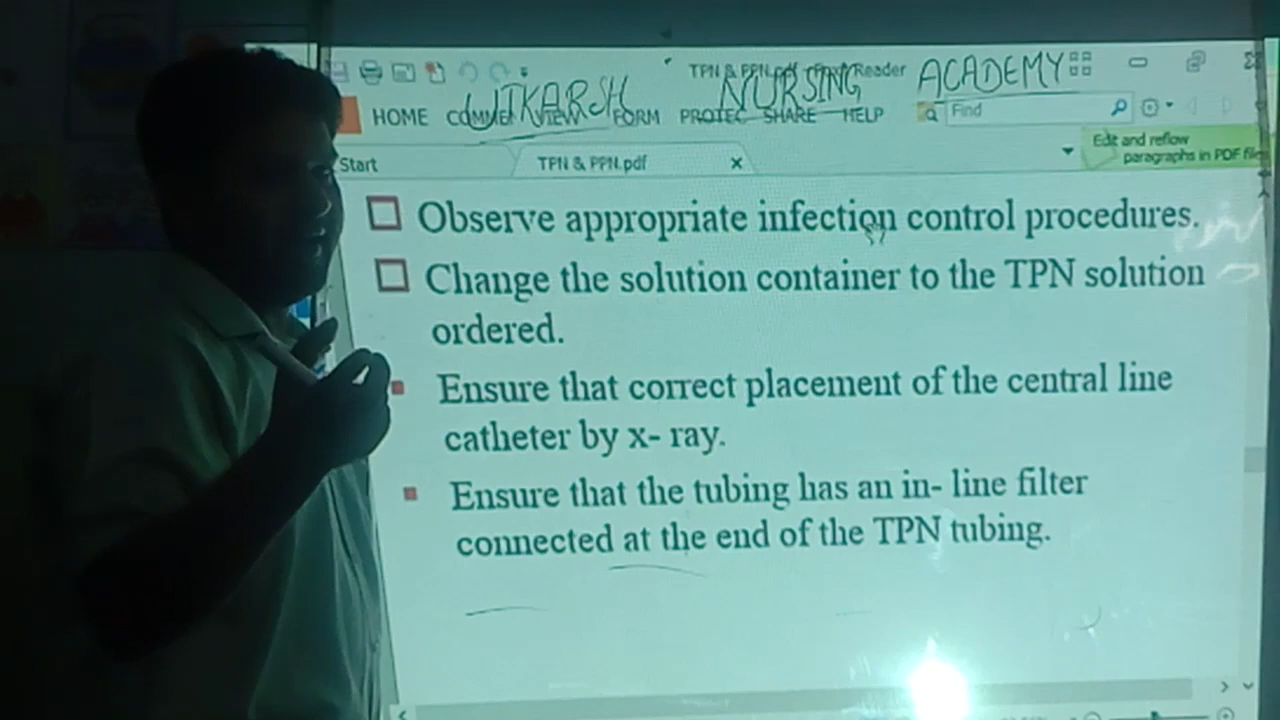 TPN & PPN.pdf Reader
UTKARSH NURSING ACADEMY
HOME VIEW FORM PROTECT SHARE HELP
Find
Edit and reflow
paragraphs in PDF file
Start TPN & PPN.pdf
Observe appropriate infection control procedures.
Change the solution container to the TPN solution
ordered.
Ensure that correct placement of the central line
catheter by x- ray.
Ensure that the tubing has an in- line filter
connected at the end of the TPN tubing.